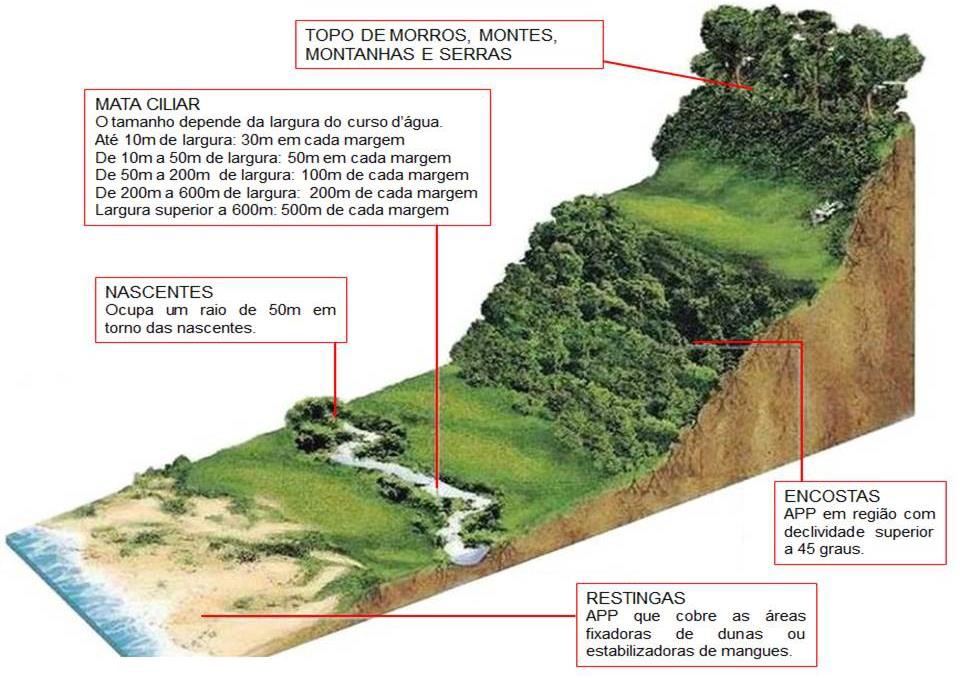 TOPO DE MORROS, MONTES,
MONTANHAS E SERRAS
MATA CILIAR
O tamanho depende da largura do curso d'água.
Até 10m de largura: 30m em cada margem
De 10m a 50m de largura: 50m em cada margem
De 50m a 200m de largura: 100m de cada margem
De 200m a 600m de largura: 200m de cada margem
Largura superior a 600m: 500m de cada margem
NASCENTES
Ocupa um raio de 50m em
torno das nascentes.
ENCOSTAS
APP em região com
declividade superior
a 45 graus.
RESTINGAS
APP que cobre as áreas
fixadoras de dunas ou
estabilizadoras de mangues.